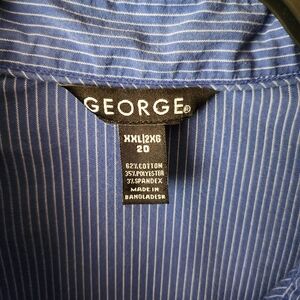 GEORGE®
XXL|2XG
20
62% COTTON
35% POLYESTER
3% SPANDEX
MADE IN
BANGLADESH